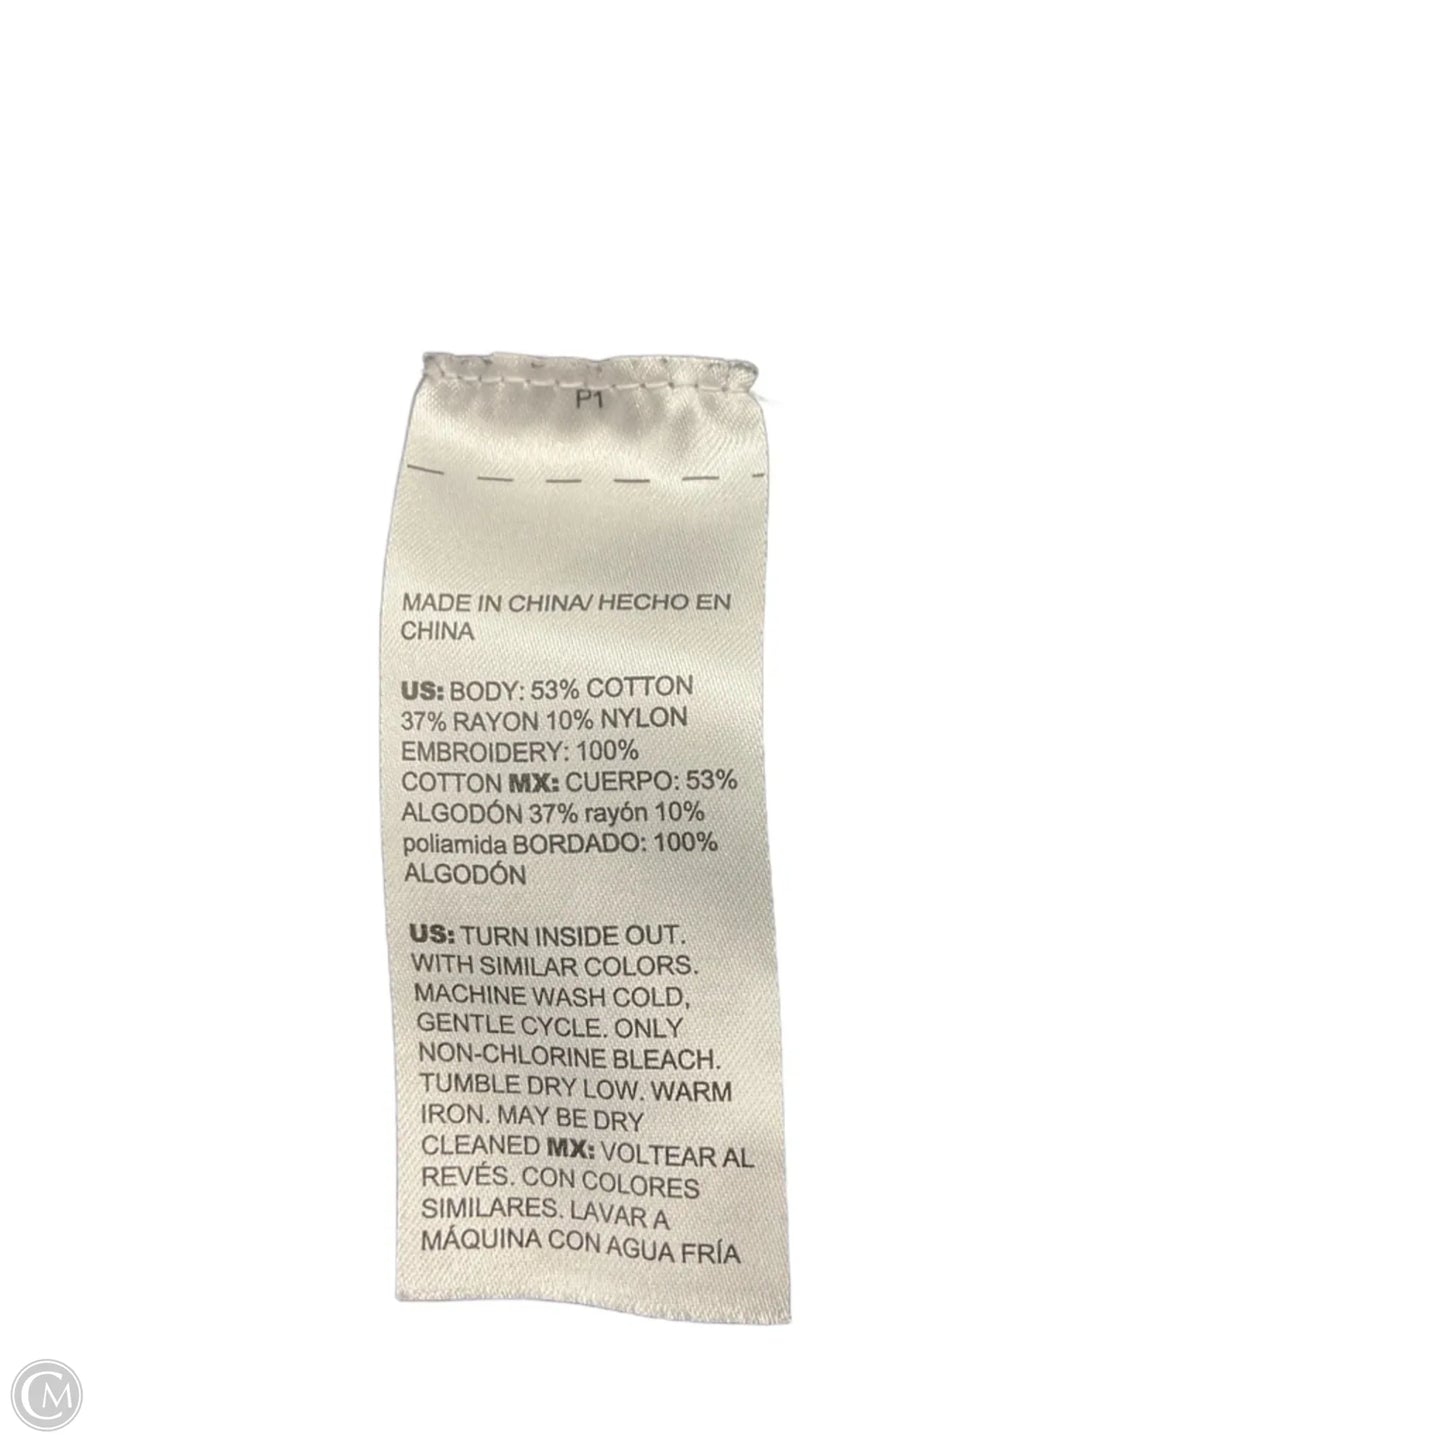 P1
MADE IN CHINA/ HECHO EN
CHINA
US: BODY: 53% COTTON
37% RAYON 10% NYLON
EMBROIDERY: 100%
COTTON MX: CUERPO: 53%
ALGODÓN 37% rayón 10%
poliamida BORDADO: 100%
ALGODÓN
US: TURN INSIDE OUT.
WITH SIMILAR COLORS.
MACHINE WASH COLD,
GENTLE CYCLE. ONLY
NON-CHLORINE BLEACH.
TUMBLE DRY LOW. WARM
IRON. MAY BE DRY
CLEANED MX: VOLTEAR AL
REVÉS. CON COLORES
SIMILARES. LAVAR A
MÁQUINA CON AGUA FRÍA
CM